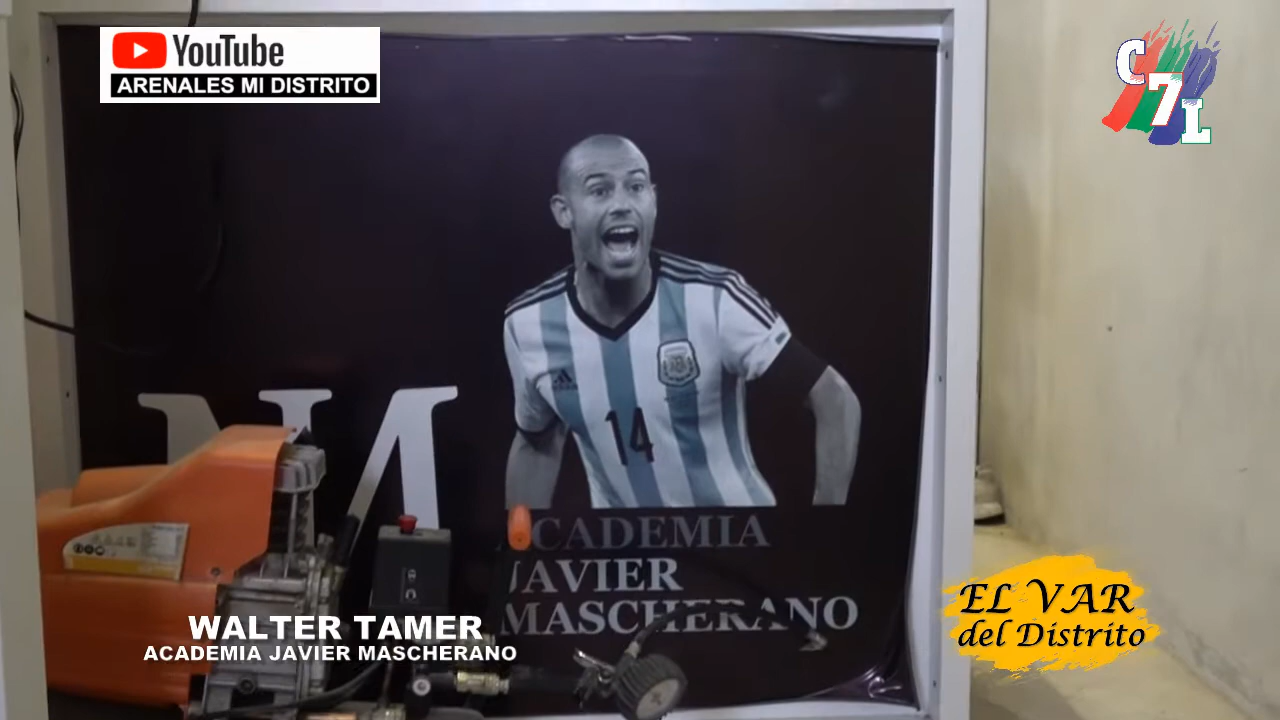 YouTube
ARENALES MI DISTRITO
C7L
14
ACADEMIA
JAVIER
MASCHERANO
WALTER TAMER
ACADEMIA JAVIER MASCHERANO
EL VAR
del Distrito